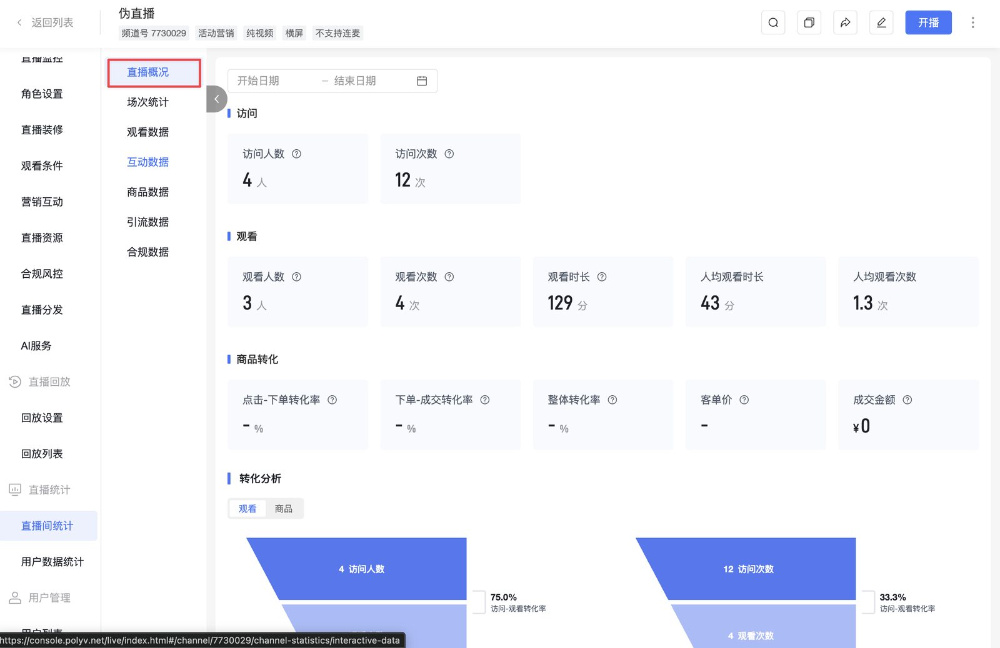 返回列表
伪直播
频道号 7730029 活动营销 纯视频 横屏 不支持连麦
开播
直播监控
角色设置
直播装修
观看条件
营销互动
直播资源
合规风控
直播分发
AI服务
直播回放
回放设置
回放列表
直播统计
直播间统计
用户数据统计
用户管理
用户列表
直播概况
场次统计
观看数据
互动数据
商品数据
引流数据
合规数据
开始日期 – 结束日期
访问
访问人数
4 人
访问次数
12 次
观看
观看人数
3 人
观看次数
4 次
观看时长
129 分
人均观看时长
43 分
人均观看次数
1.3 次
商品转化
点击-下单转化率
- %
下单-成交转化率
- %
整体转化率
- %
客单价
-
成交金额
¥0
转化分析
观看 商品
4 访问人数
75.0%
访问-观看转化率
12 访问次数
33.3%
访问-观看转化率
4 观看次数
https://console.polyv.net/live/index.html#/channel/7730029/channel-statistics/interactive-data